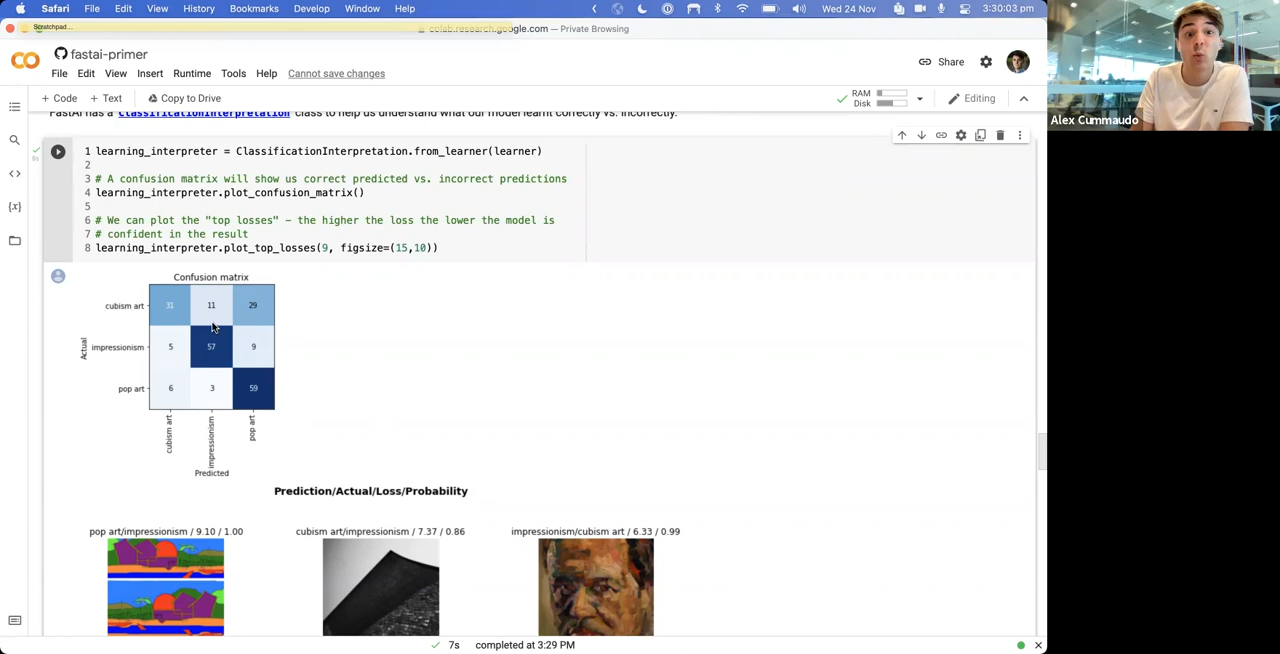 Safari File Edit View History Bookmarks Develop Window Help Wed 24 Nov 3:30:03 pm
Scratchpad...
colab.research.google.com — Private Browsing
fastai-primer
File Edit View Insert Runtime Tools Help Cannot save changes
Share
+ Code + Text Copy to Drive
RAM
Disk
Editing
Alex Cummaudo
FastAI has a ClassificationInterpretation class to help us understand what our model learnt correctly vs. incorrectly.
1 learning_interpreter = ClassificationInterpretation.from_learner(learner)
2
3 # A confusion matrix will show us correct predicted vs. incorrect predictions
4 learning_interpreter.plot_confusion_matrix()
5
6 # We can plot the "top losses" – the higher the loss the lower the model is
7 # confident in the result
8 learning_interpreter.plot_top_losses(9, figsize=(15,10))
6s
{x}
Confusion matrix
cubism art 31 11 29
impressionism 5 57 9
pop art 6 3 59
Actual
cubism art
impressionism
pop art
Predicted
Prediction/Actual/Loss/Probability
pop art/impressionism / 9.10 / 1.00
cubism art/impressionism / 7.37 / 0.86
impressionism/cubism art / 6.33 / 0.99
7s completed at 3:29 PM